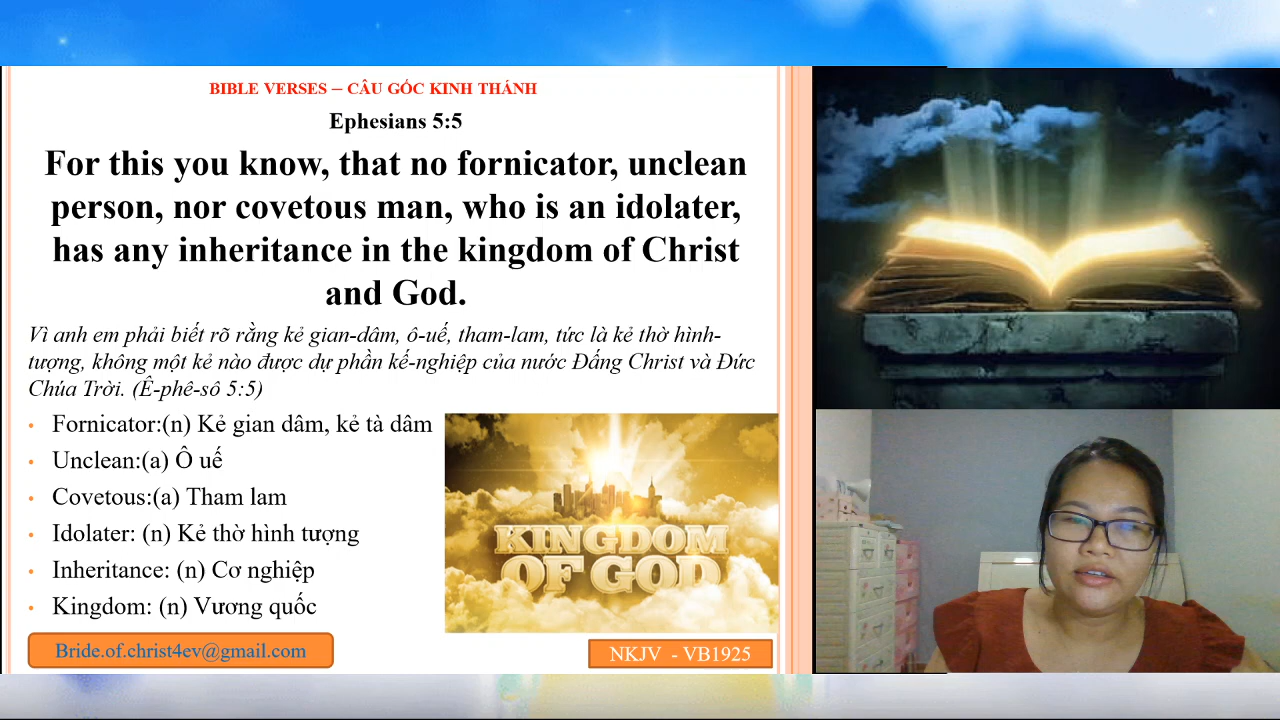 BIBLE VERSES – CÂU GỐC KINH THÁNH
Ephesians 5:5
For this you know, that no fornicator, unclean
person, nor covetous man, who is an idolater,
has any inheritance in the kingdom of Christ
and God.
Vì anh em phải biết rõ rằng kẻ gian-dâm, ô-uế, tham-lam, tức là kẻ thờ hình-
tượng, không một kẻ nào được dự phần kế-nghiệp của nước Đấng Christ và Đức
Chúa Trời. (Ê-phê-sô 5:5)
• Fornicator:(n) Kẻ gian dâm, kẻ tà dâm
• Unclean:(a) Ô uế
• Covetous:(a) Tham lam
• Idolater: (n) Kẻ thờ hình tượng
• Inheritance: (n) Cơ nghiệp
• Kingdom: (n) Vương quốc
KINGDOM
OF GOD
Bride.of.christ4ev@gmail.com
NKJV - VB1925